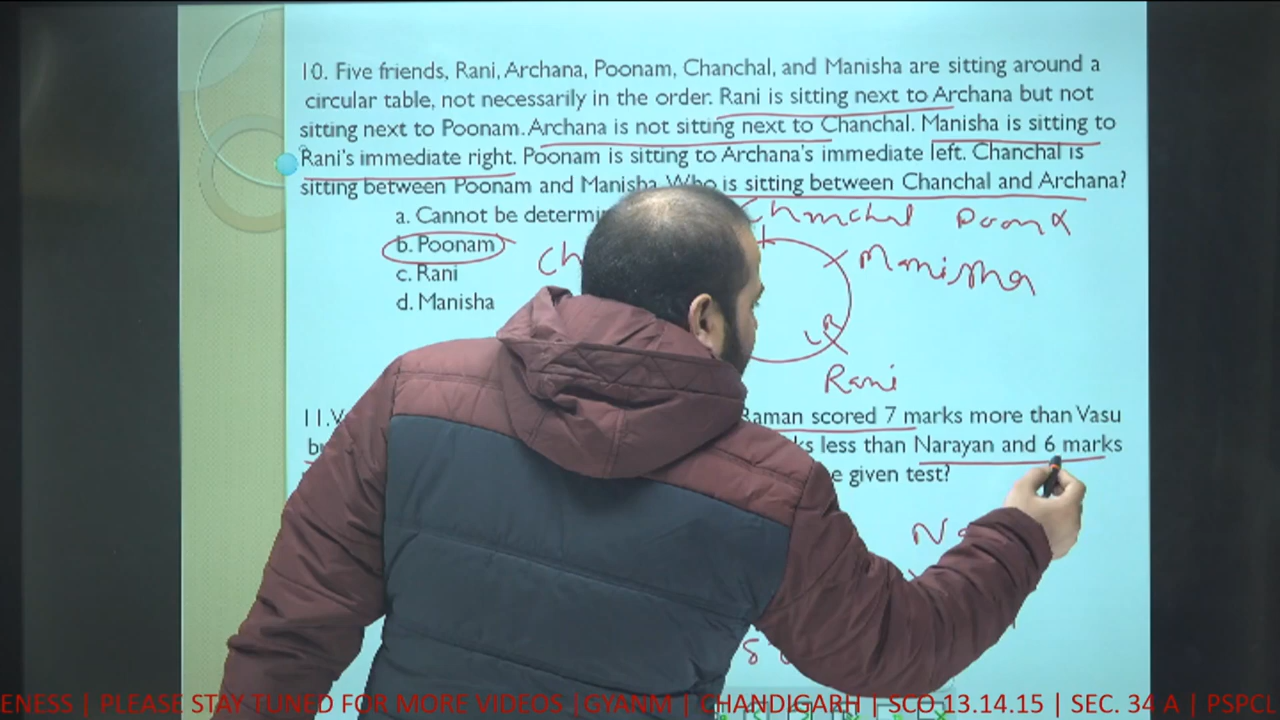 10. Five friends, Rani, Archana, Poonam, Chanchal, and Manisha are sitting around a
circular table, not necessarily in the order. Rani is sitting next to Archana but not
sitting next to Poonam. Archana is not sitting next to Chanchal. Manisha is sitting to
Rani's immediate right. Poonam is sitting to Archana's immediate left. Chanchal is
sitting between Poonam and Manisha. Who is sitting between Chanchal and Archana?
a. Cannot be determi
Chanchal
b. Poonam
Ch
Manisha
c. Rani
d. Manisha
Rani
11. Raman scored 7 marks more than Vasu
less than Narayan and 6 marks
given test?
ENESS | PLEASE STAY TUNED FOR MORE VIDEOS | GYANM | CHANDIGARH | SCO 13.14.15 | SEC. 34 A | PSPCL